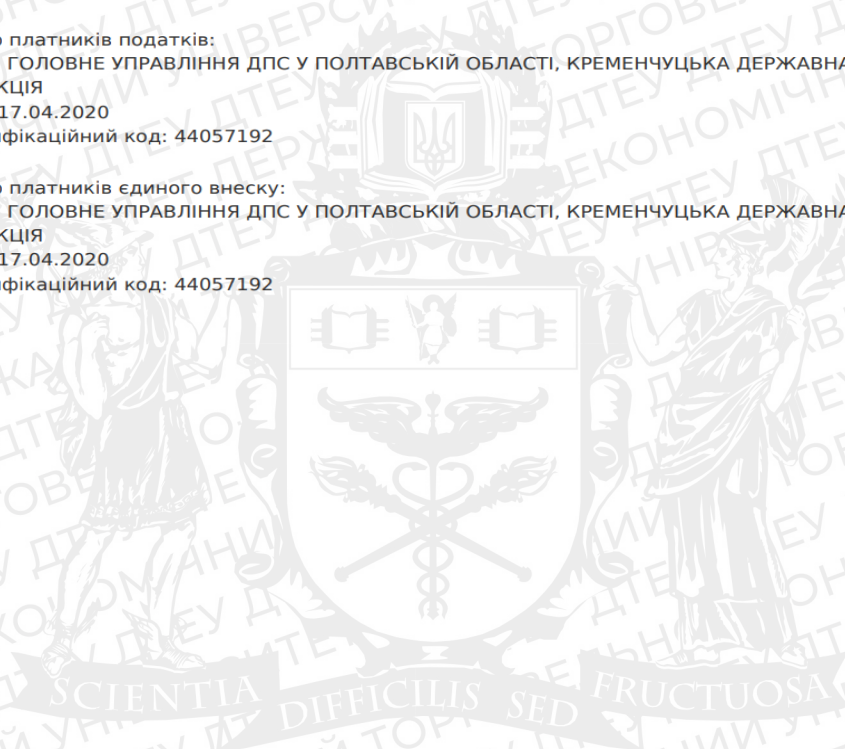 о платників податків:
ГОЛОВНЕ УПРАВЛІННЯ ДПС У ПОЛТАВСЬКІЙ ОБЛАСТІ, КРЕМЕНЧУЦЬКА ДЕРЖАВНА
КЦІЯ
17.04.2020
фікаційний код: 44057192
о платників єдиного внеску:
ГОЛОВНЕ УПРАВЛІННЯ ДПС У ПОЛТАВСЬКІЙ ОБЛАСТІ, КРЕМЕНЧУЦЬКА ДЕРЖАВНА
КЦІЯ
17.04.2020
фікаційний код: 44057192
SCIENTIA DIFFICILIS SED FRUCTUOSA